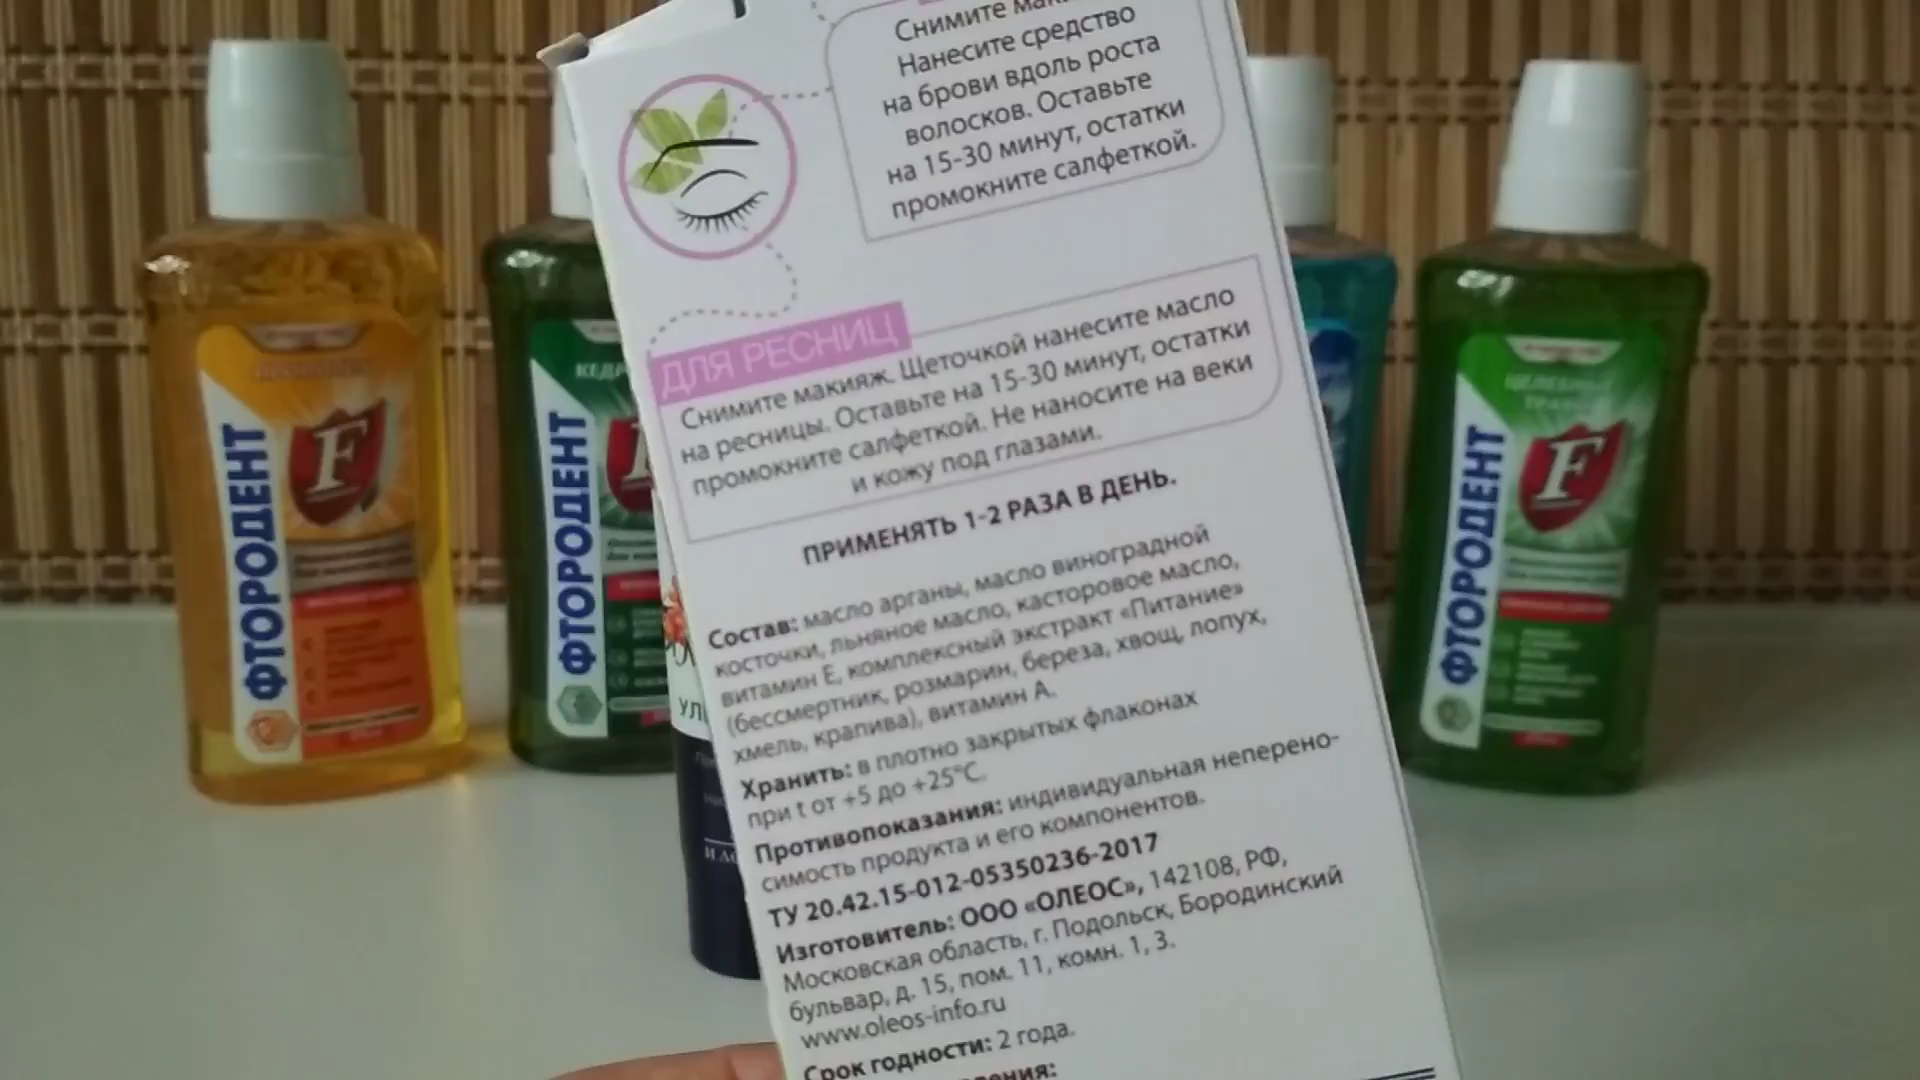 Снимите
Нанесите средство
на брови вдоль роста
волосков. Оставьте
на 15-30 минут, остатки
промокните салфеткой.
ДЛЯ РЕСНИЦ
Снимите макияж. Щеточкой нанесите масло
на ресницы. Оставьте на 15-30 минут, остатки
промокните салфеткой. Не наносите на веки
и кожу под глазами.
ПРИМЕНЯТЬ 1-2 РАЗА В ДЕНЬ.
Состав: масло арганы, масло виноградной
косточки, льняное масло, касторовое масло,
витамин Е, комплексный экстракт «Питание»
(бессмертник, розмарин, береза, хвощ, лопух,
хмель, крапива), витамин А.
Хранить: в плотно закрытых флаконах
при t от +5 до +25°С.
Противопоказания: индивидуальная неперено-
симость продукта и его компонентов.
ТУ 20.42.15-012-05350236-2017
Изготовитель: ООО «ОЛЕОС», 142108, РФ,
Московская область, г. Подольск, Бородинский
бульвар, д. 15, пом. 11, комн. 1, 3.
www.oleos-info.ru
Срок годности: 2 года.
ФТОРОДЕНТ
F
ФТОРОДЕНТ
КЕДР
ФТОРОДЕНТ
F
ЦЕЛЕБНЫЕ
ТРАВЫ